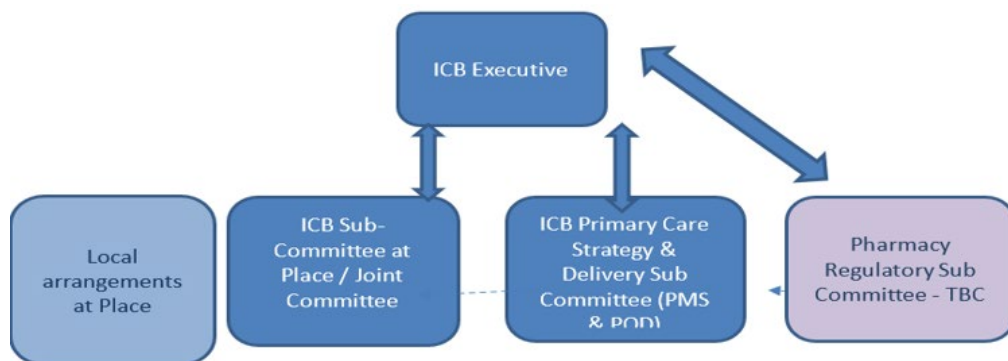 ICB Executive
Local
arrangements
at Place
ICB Sub-
Committee at
Place / Joint
Committee
ICB Primary Care
Strategy &
Delivery Sub
Committee (PMS
& POD)
Pharmacy
Regulatory Sub
Committee - TBC